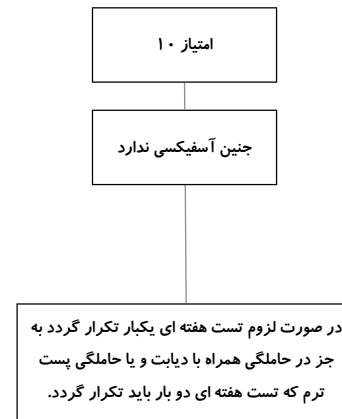 امتیاز ۱۰
جنین آسفیکسی ندارد
در صورت لزوم تست هفته ای یکبار تکرار گردد به
جز در حاملگی همراه با دیابت و یا حاملگی پست
ترم که تست هفته ای دو بار باید تکرار گردد.